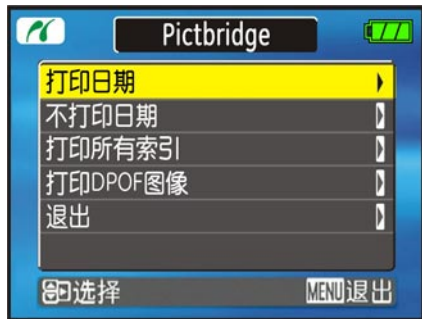 Pictbridge
打印日期
不打印日期
打印所有索引
打印DPOF图像
退出
选择 MENU退出